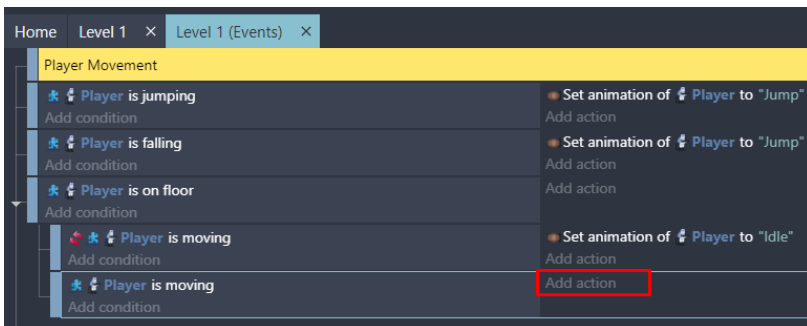 Home Level 1 × Level 1 (Events) ×
Player Movement
Player is jumping Set animation of Player to "Jump"
Add condition Add action
Player is falling Set animation of Player to "Jump"
Add condition Add action
Player is on floor Add action
Add condition
Player is moving Set animation of Player to "Idle"
Add condition Add action
Player is moving Add action
Add condition